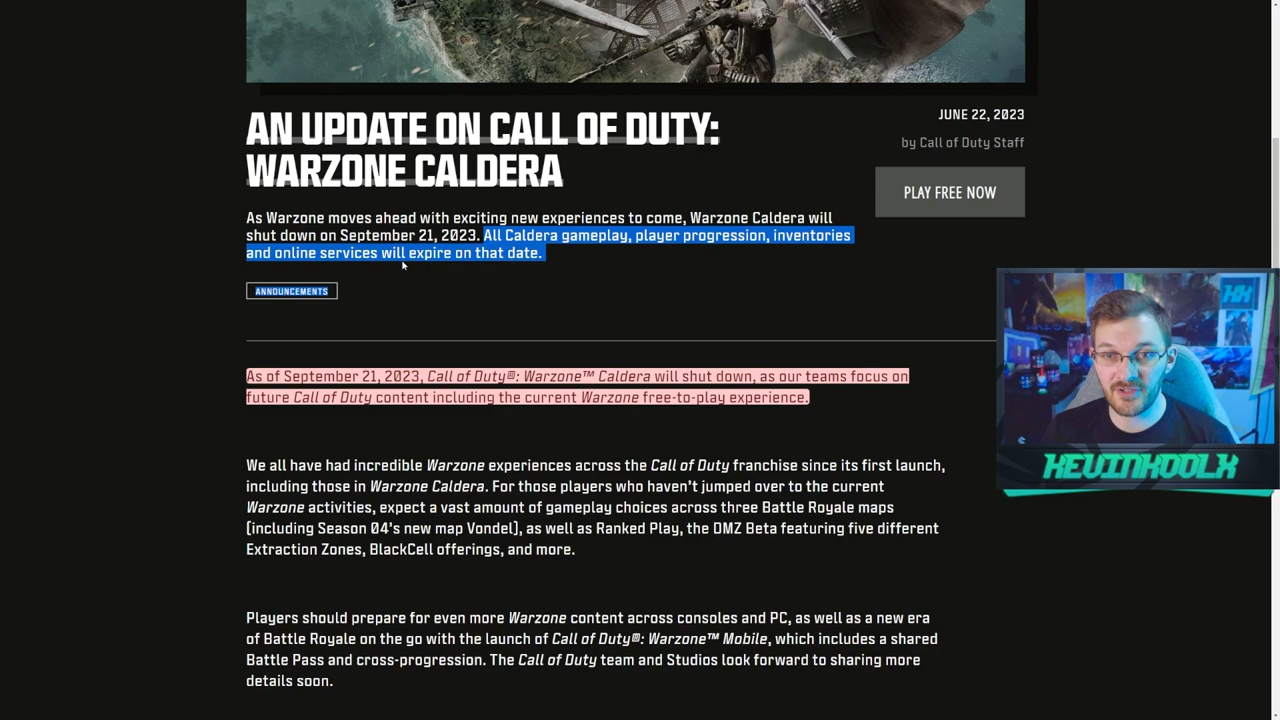 AN UPDATE ON CALL OF DUTY:
WARZONE CALDERA
JUNE 22, 2023
by Call of Duty Staff
PLAY FREE NOW
As Warzone moves ahead with exciting new experiences to come, Warzone Caldera will
shut down on September 21, 2023. All Caldera gameplay, player progression, inventories
and online services will expire on that date.
ANNOUNCEMENTS
As of September 21, 2023, Call of Duty®: Warzone™ Caldera will shut down, as our teams focus on
future Call of Duty content including the current Warzone free-to-play experience.
We all have had incredible Warzone experiences across the Call of Duty franchise since its first launch,
including those in Warzone Caldera. For those players who haven't jumped over to the current
Warzone activities, expect a vast amount of gameplay choices across three Battle Royale maps
(including Season 04's new map Vondel), as well as Ranked Play, the DMZ Beta featuring five different
Extraction Zones, BlackCell offerings, and more.
Players should prepare for even more Warzone content across consoles and PC, as well as a new era
of Battle Royale on the go with the launch of Call of Duty®: Warzone™ Mobile, which includes a shared
Battle Pass and cross-progression. The Call of Duty team and Studios look forward to sharing more
details soon.
KEVINKOOLX